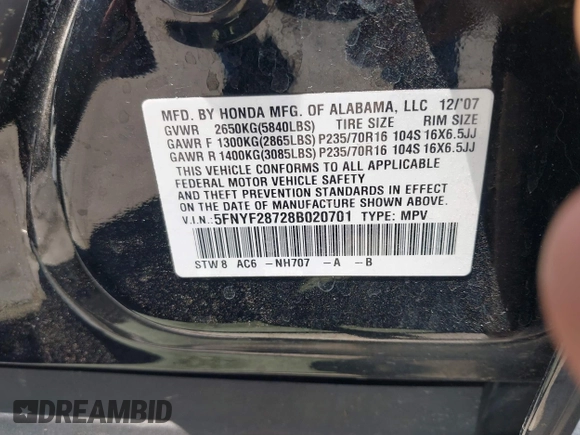 MFD. BY HONDA MFG. OF ALABAMA, LLC 12/'07
GVWR 2650KG(5840LBS) TIRE SIZE RIM SIZE
GAWR F 1300KG(2865LBS) P235/70R16 104S 16X6.5JJ
GAWR R 1400KG(3085LBS) P235/70R16 104S 16X6.5JJ
THIS VEHICLE CONFORMS TO ALL APPLICABLE
FEDERAL MOTOR VEHICLE SAFETY
AND THEFT PREVENTION STANDARDS IN EFFECT
ON THE DATE OF MANUFACTURE SHOWN ABOVE.
V.I.N: 5FNYF28728B020701 TYPE: MPV
STW8 AC6 -NH707 -A -B
DREAMBID